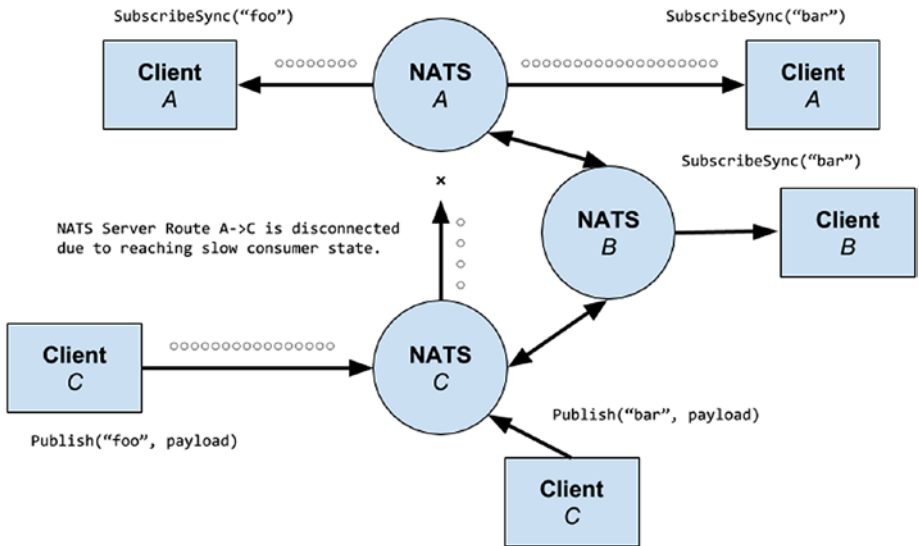 SubscribeSync(“foo”)
SubscribeSync(“bar”)
Client
A
NATS
A
Client
A
SubscribeSync(“bar”)
×
NATS Server Route A->C is disconnected
due to reaching slow consumer state.
NATS
B
Client
B
Client
C
NATS
C
Publish(“foo”, payload)
Publish(“bar”, payload)
Client
C